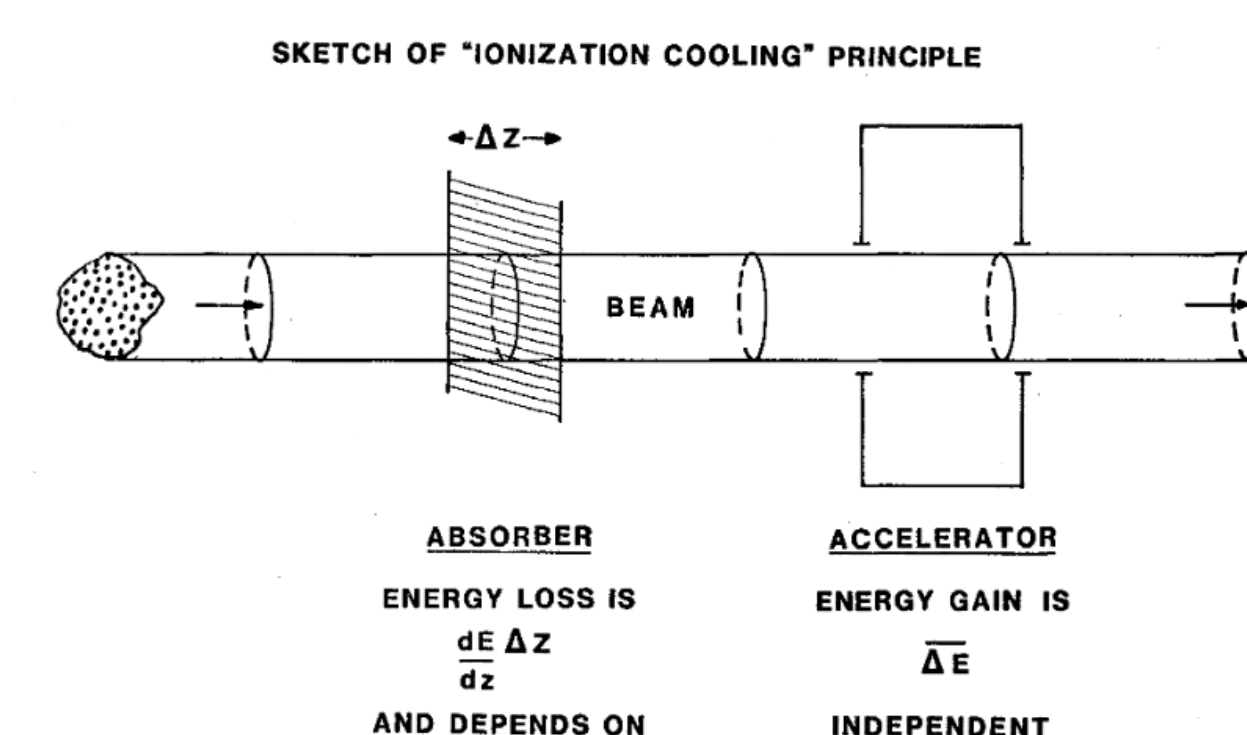 SKETCH OF "IONIZATION COOLING" PRINCIPLE
Δz
BEAM
ABSORBER
ENERGY LOSS IS
dE/dz Δz
AND DEPENDS ON
ACCELERATOR
ENERGY GAIN IS
\overline{ΔE}
INDEPENDENT